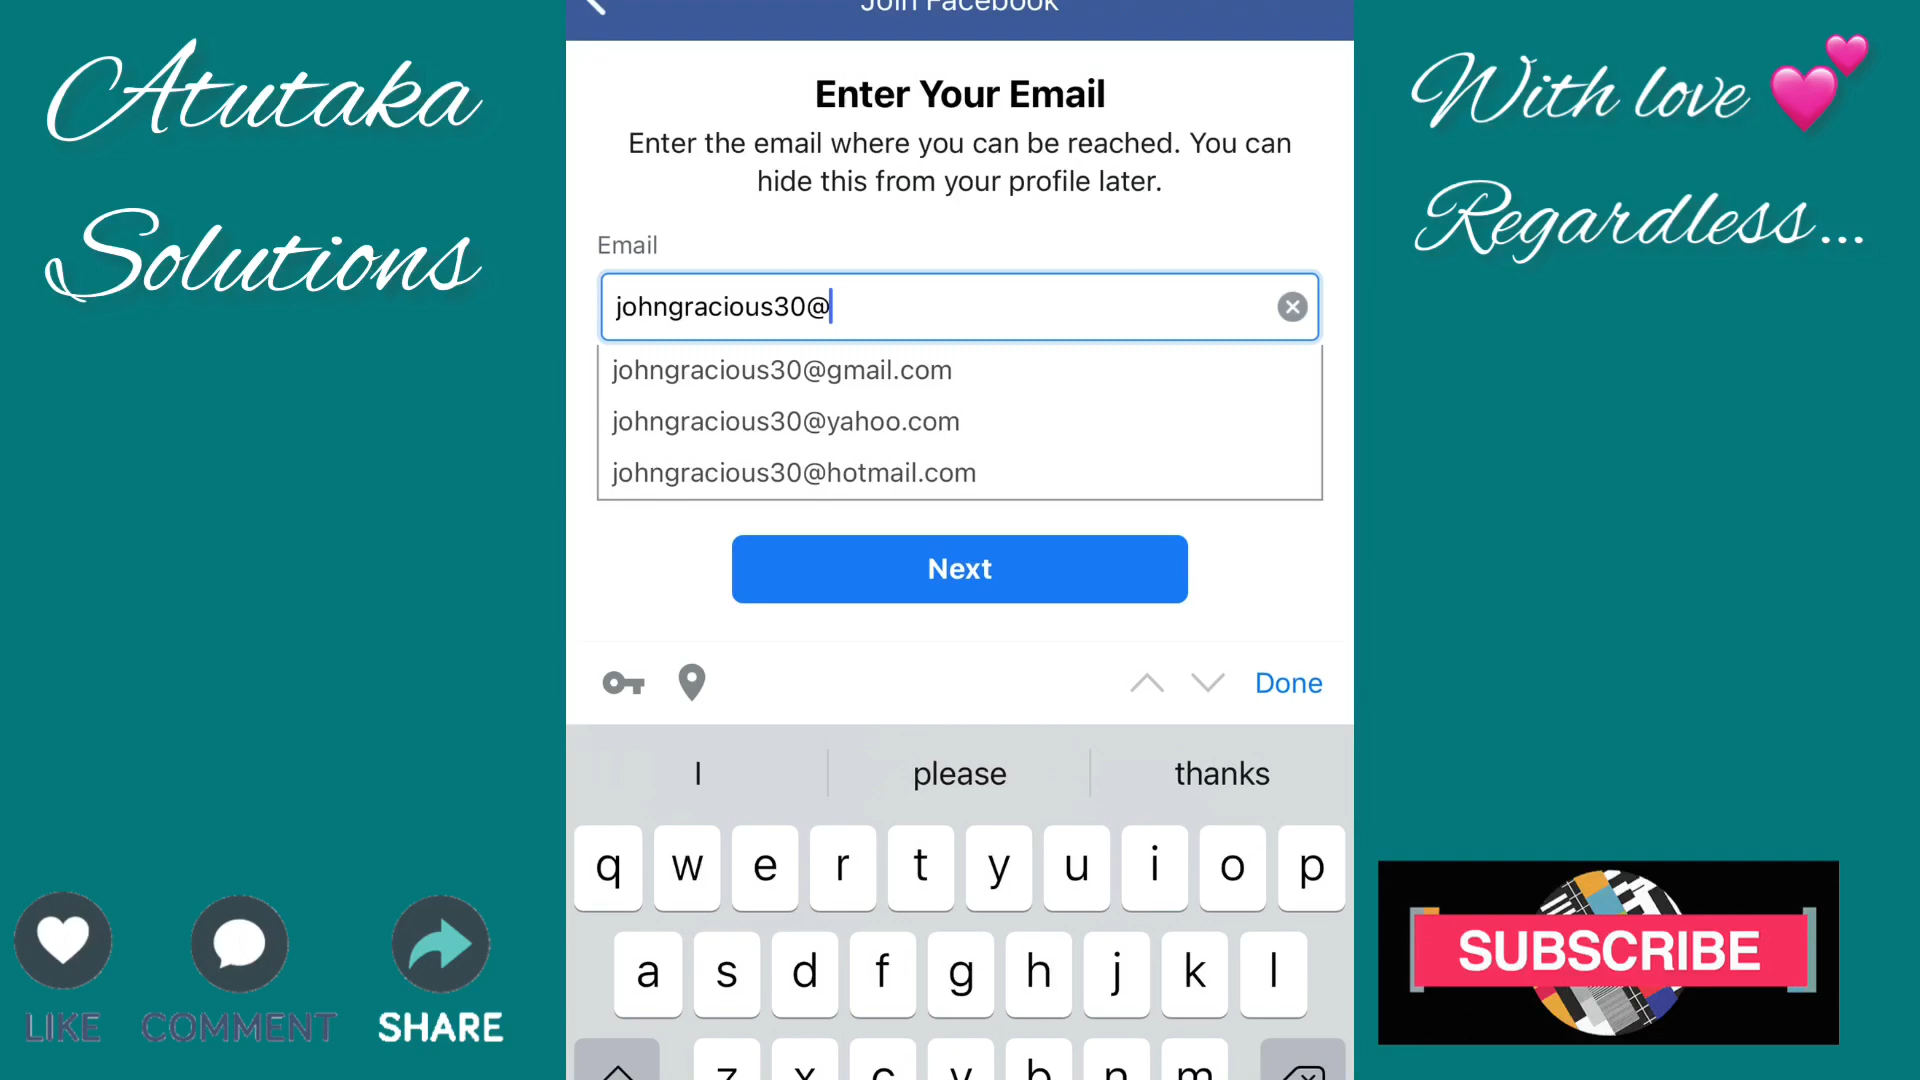 Atutaka
Solutions
Join Facebook
Enter Your Email
Enter the email where you can be reached. You can
hide this from your profile later.
Email
johngracious30@
johngracious30@gmail.com
johngracious30@yahoo.com
johngracious30@hotmail.com
Next
Done
I please thanks
q w e r t y u i o p
a s d f g h j k l
z x c v b n m
With love 💕
Regardless...
LIKE COMMENT SHARE
SUBSCRIBE